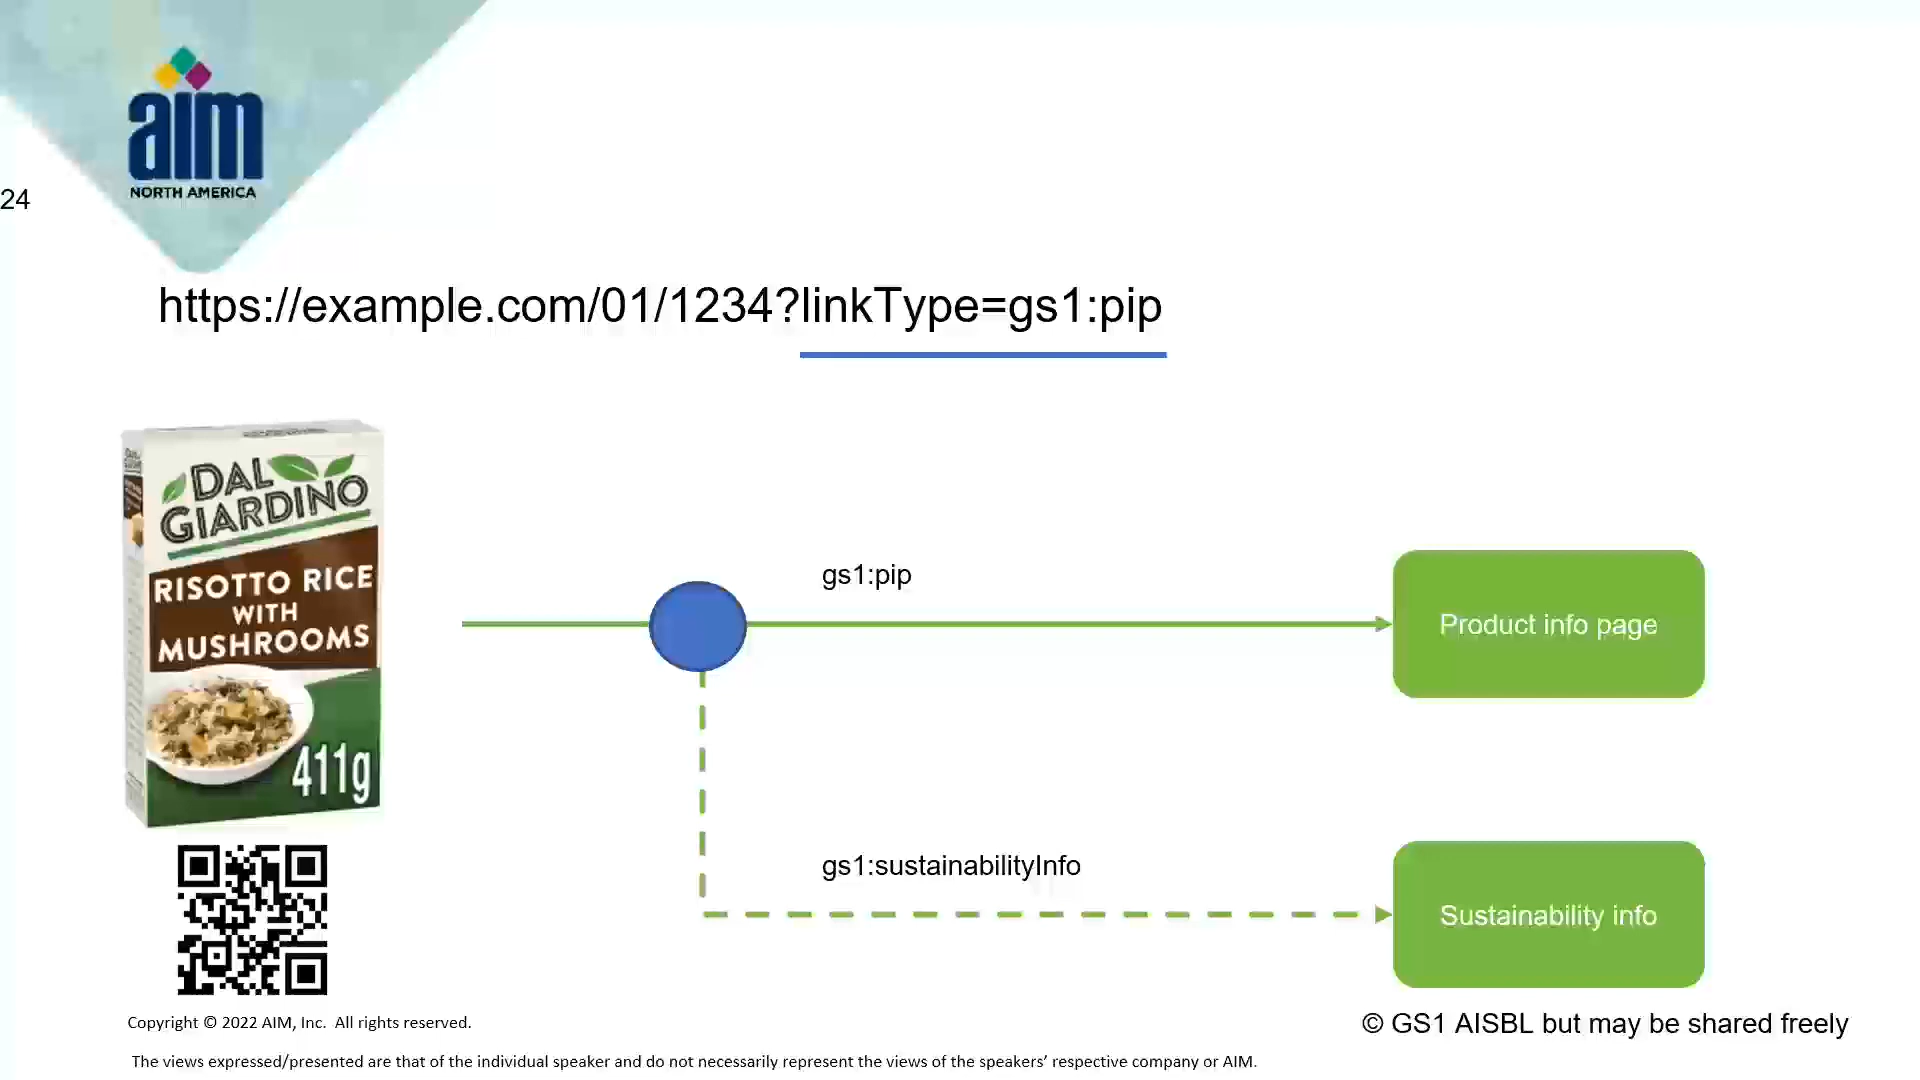 aim
NORTH AMERICA
24
https://example.com/01/1234?linkType=gs1:pip
DAL
GIARDINO
RISOTTO RICE
WITH
MUSHROOMS
411g
gs1:pip
Product info page
gs1:sustainabilityInfo
Sustainability info
Copyright © 2022 AIM, Inc.  All rights reserved.
© GS1 AISBL but may be shared freely
The views expressed/presented are that of the individual speaker and do not necessarily represent the views of the speakers’ respective company or AIM.